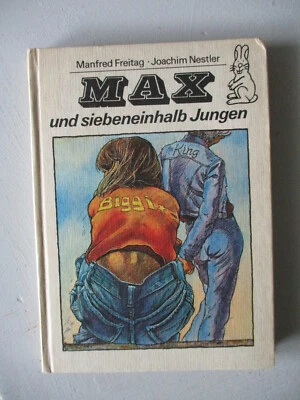 Manfred Freitag · Joachim Nestler
MAX
und siebeneinhalb Jungen
King
Biggi